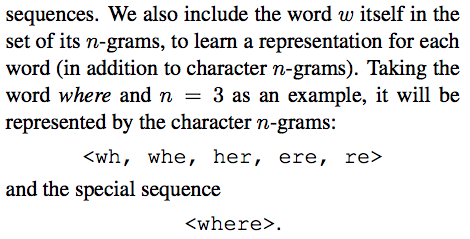 sequences. We also include the word w itself in the
set of its n-grams, to learn a representation for each
word (in addition to character n-grams). Taking the
word where and n = 3 as an example, it will be
represented by the character n-grams:
<wh, whe, her, ere, re>
and the special sequence
<where>.